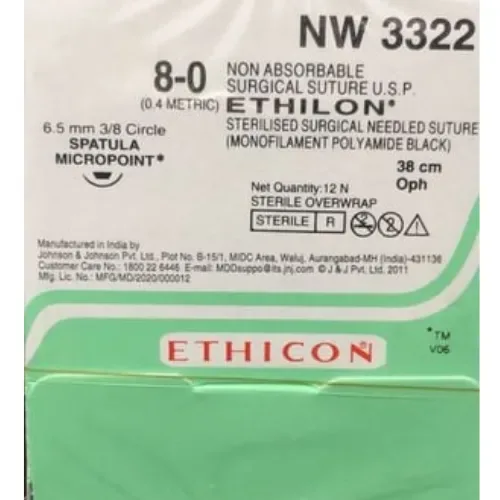 NW 3322
8-0
(0.4 METRIC)
NON ABSORBABLE
SURGICAL SUTURE U.S.P.
ETHILON*
STERILISED SURGICAL NEEDLED SUTURE
(MONOFILAMENT POLYAMIDE BLACK)
6.5 mm 3/8 Circle
SPATULA
MICROPOINT*
38 cm
Oph
Net Quantity:12 N
STERILE OVERWRAP
STERILE R
Manufactured in India by
Johnson & Johnson Pvt. Ltd., Plot No. B-15/1, MIDC Area, Waluj, Aurangabad-MH (India)-431136
Customer Care No.: 1800 22 6446 E-mail: MDDsuppo@its.jnj.com © J & J Pvt. Ltd. 2011
Mfg. Lic. No.: MFG/MD/2020/000012
ETHICON
*TM
V06